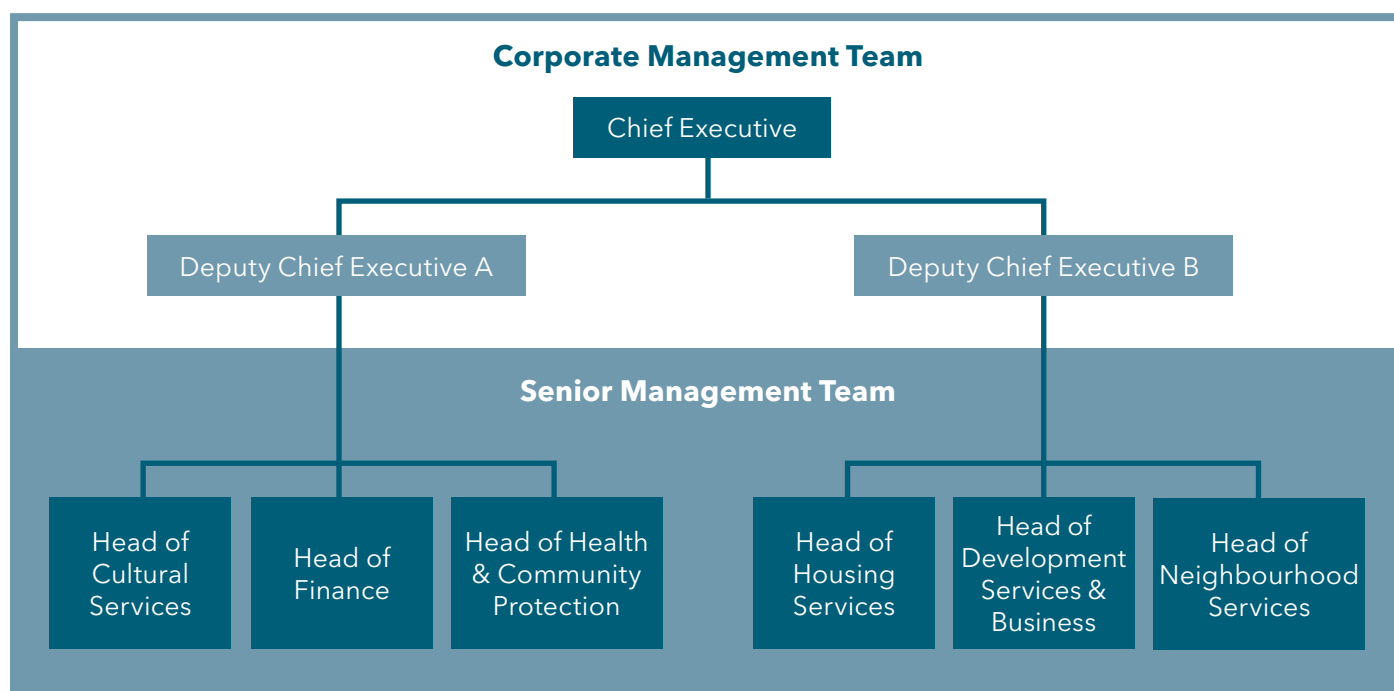 Corporate Management Team
Chief Executive
Deputy Chief Executive A
Deputy Chief Executive B
Senior Management Team
Head of
Cultural
Services
Head of
Finance
Head of Health
& Community
Protection
Head of
Housing
Services
Head of
Development
Services &
Business
Head of
Neighbourhood
Services